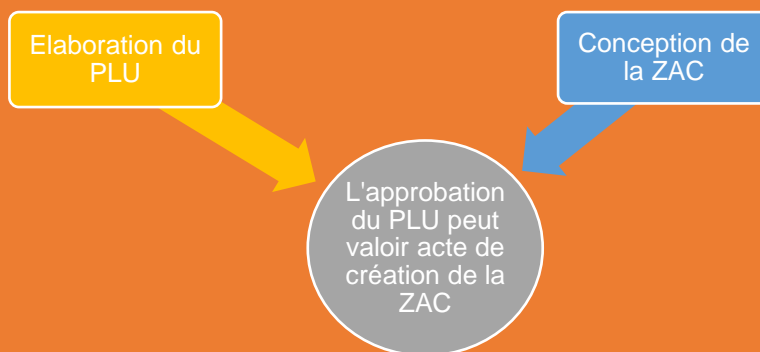 Elaboration du
PLU
Conception de
la ZAC
L'approbation
du PLU peut
valoir acte de
création de la
ZAC